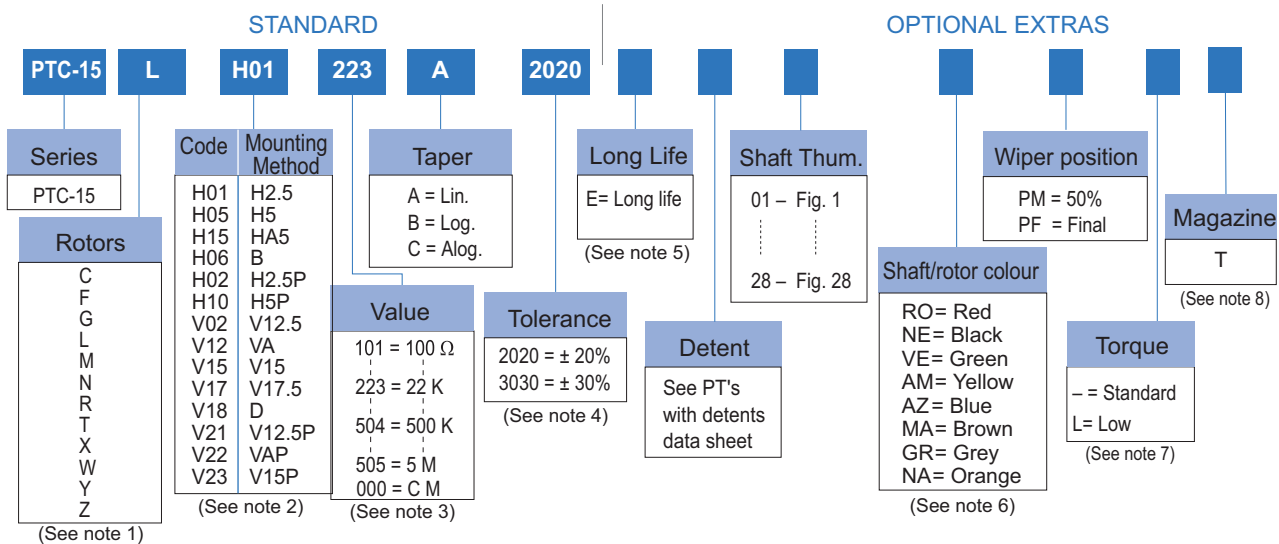 STANDARD
OPTIONAL EXTRAS
PTC-15 L H01 223 A 2020
Series
PTC-15
Rotors
C
F
G
L
M
N
R
T
X
W
Y
Z
(See note 1)
Code Mounting Method
H01 H2.5
H05 H5
H15 HA5
H06 B
H02 H2.5P
H10 H5P
V02 V12.5
V12 VA
V15 V15
V17 V17.5
V18 D
V21 V12.5P
V22 VAP
V23 V15P
(See note 2)
Taper
A = Lin.
B = Log.
C = Alog.
Value
101 = 100 Ω
223 = 22 K
504 = 500 K
505 = 5 M
000 = C M
(See note 3)
Tolerance
2020 = ± 20%
3030 = ± 30%
(See note 4)
Long Life
E= Long life
(See note 5)
Detent
See PT's
with detents
data sheet
Shaft Thum.
01 – Fig. 1
28 – Fig. 28
Shaft/rotor colour
RO= Red
NE= Black
VE= Green
AM= Yellow
AZ= Blue
MA= Brown
GR= Grey
NA= Orange
(See note 6)
Wiper position
PM = 50%
PF = Final
Torque
– = Standard
L= Low
(See note 7)
Magazine
T
(See note 8)